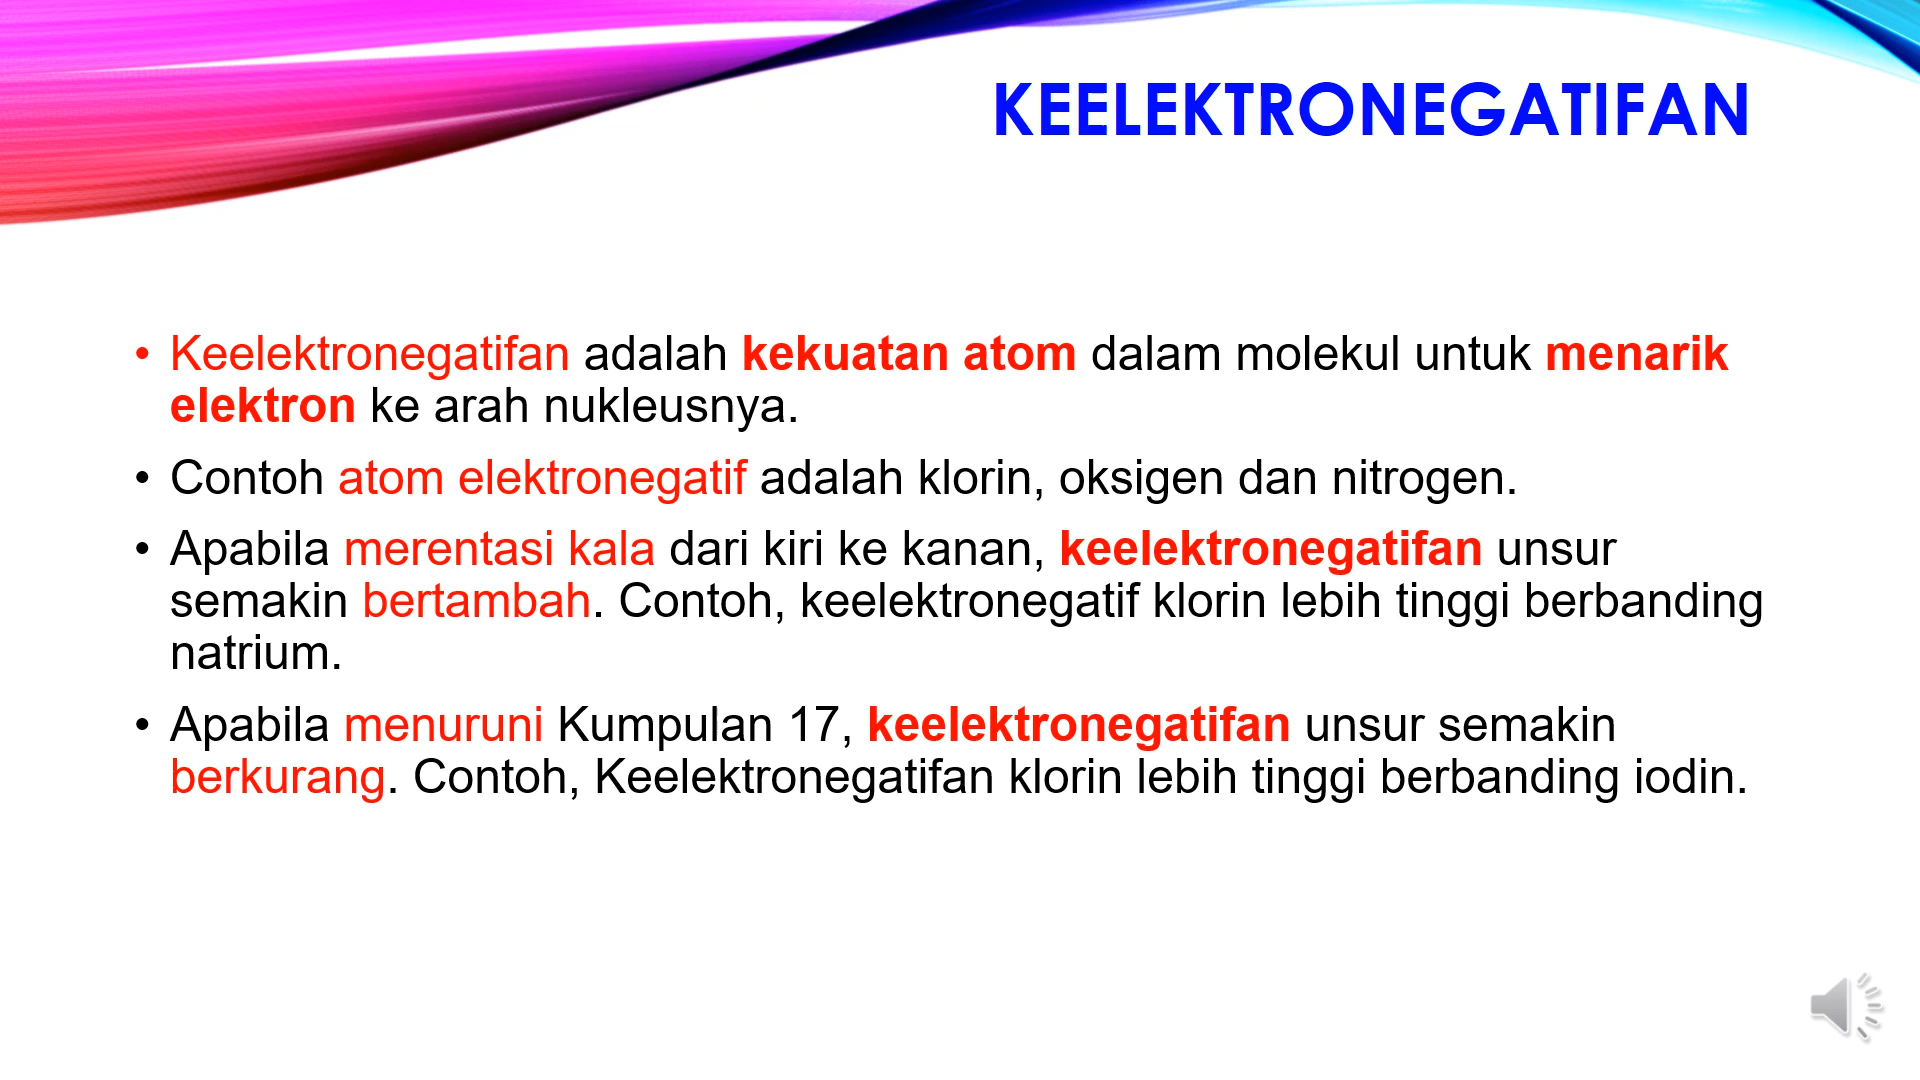 KEELEKTRONEGATIFAN
• Keelektronegatifan adalah kekuatan atom dalam molekul untuk menarik
elektron ke arah nukleusnya.
• Contoh atom elektronegatif adalah klorin, oksigen dan nitrogen.
• Apabila merentasi kala dari kiri ke kanan, keelektronegatifan unsur
semakin bertambah. Contoh, keelektronegatif klorin lebih tinggi berbanding
natrium.
• Apabila menuruni Kumpulan 17, keelektronegatifan unsur semakin
berkurang. Contoh, Keelektronegatifan klorin lebih tinggi berbanding iodin.